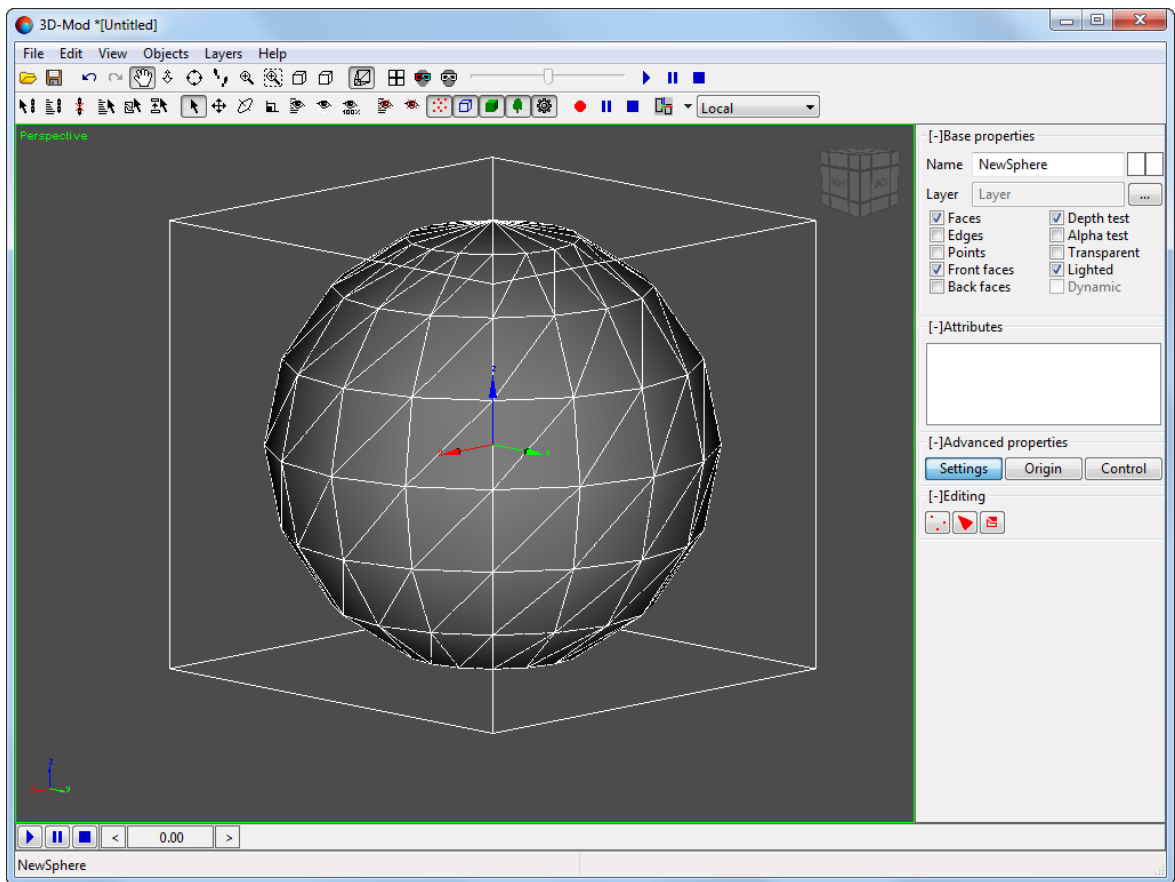 3D-Mod *[Untitled]
File Edit View Objects Layers Help
100%
Local
Perspective
[-]Base properties
Name NewSphere
Layer Layer ...
Faces Depth test
Edges Alpha test
Points Transparent
Front faces Lighted
Back faces Dynamic
[-]Attributes
[-]Advanced properties
Settings Origin Control
[-]Editing
z
z
< 0.00 >
NewSphere